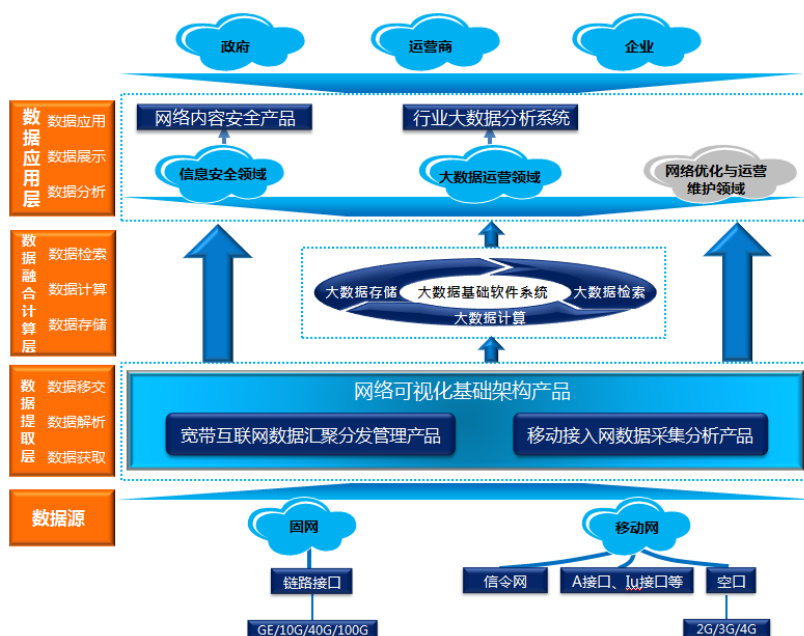 政府
运营商
企业
数据应用层
数据应用
数据展示
数据分析
网络内容安全产品
行业大数据分析系统
信息安全领域
大数据运营领域
网络优化与运营
维护领域
数据融合计算层
数据检索
数据计算
数据存储
大数据存储
大数据基础软件系统
大数据检索
大数据计算
数据提取层
数据移交
数据解析
数据获取
网络可视化基础架构产品
宽带互联网数据汇聚分发管理产品
移动接入网数据采集分析产品
数据源
固网
移动网
链路接口
信令网
A接口、Iu接口等
空口
GE/10G/40G/100G
2G/3G/4G